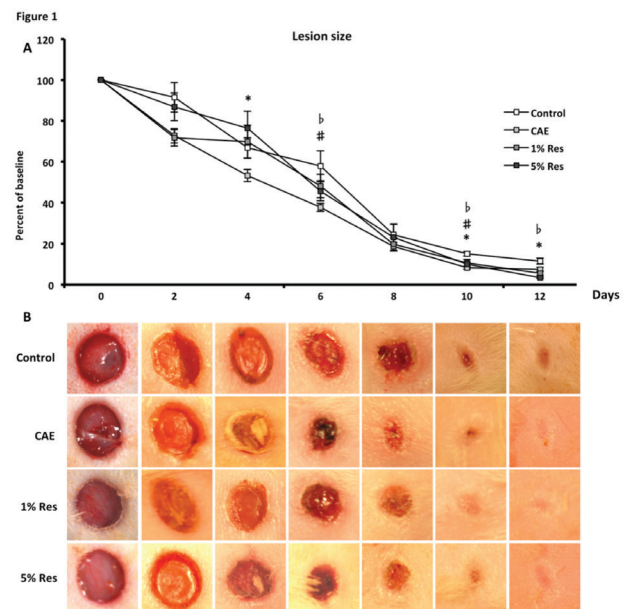 Figure 1
A
Lesion size
120
100
80
60
40
20
0
Percent of baseline
*
♭
#
♭
#
*
♭
*
Control
CAE
1% Res
5% Res
0 2 4 6 8 10 12 Days
B
Control
CAE
1% Res
5% Res